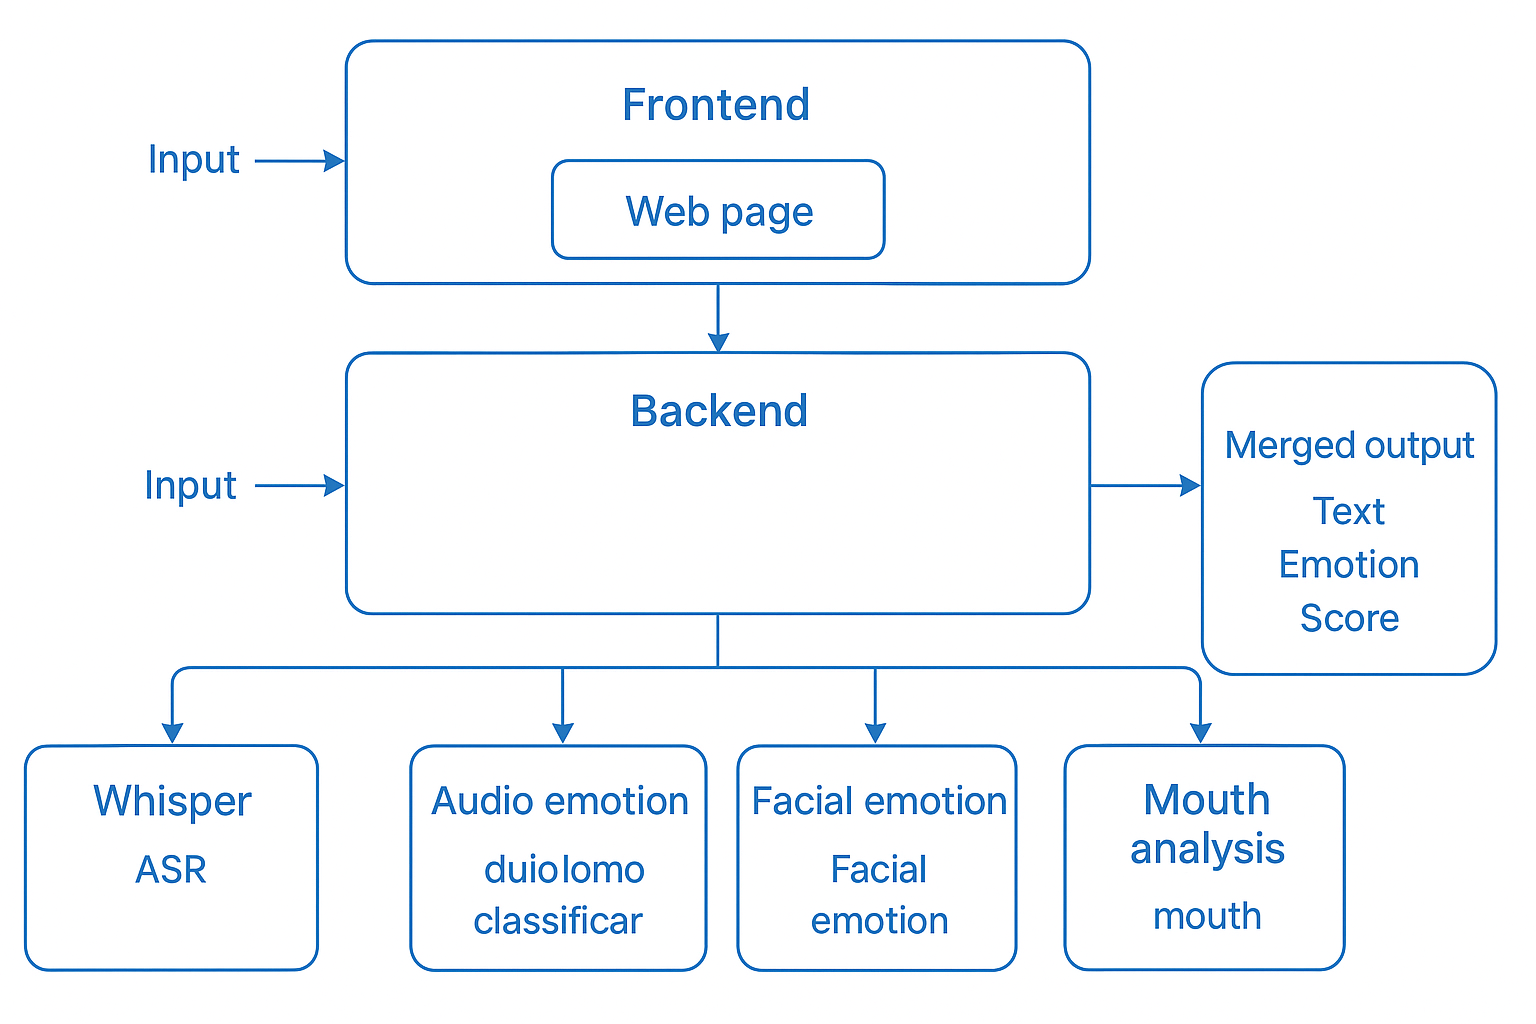 Frontend
Input
Web page
Backend
Input
Merged output
Text
Emotion
Score
Whisper
ASR
Audio emotion
duiolomo
classificar
Facial emotion
Facial
emotion
Mouth
analysis
mouth